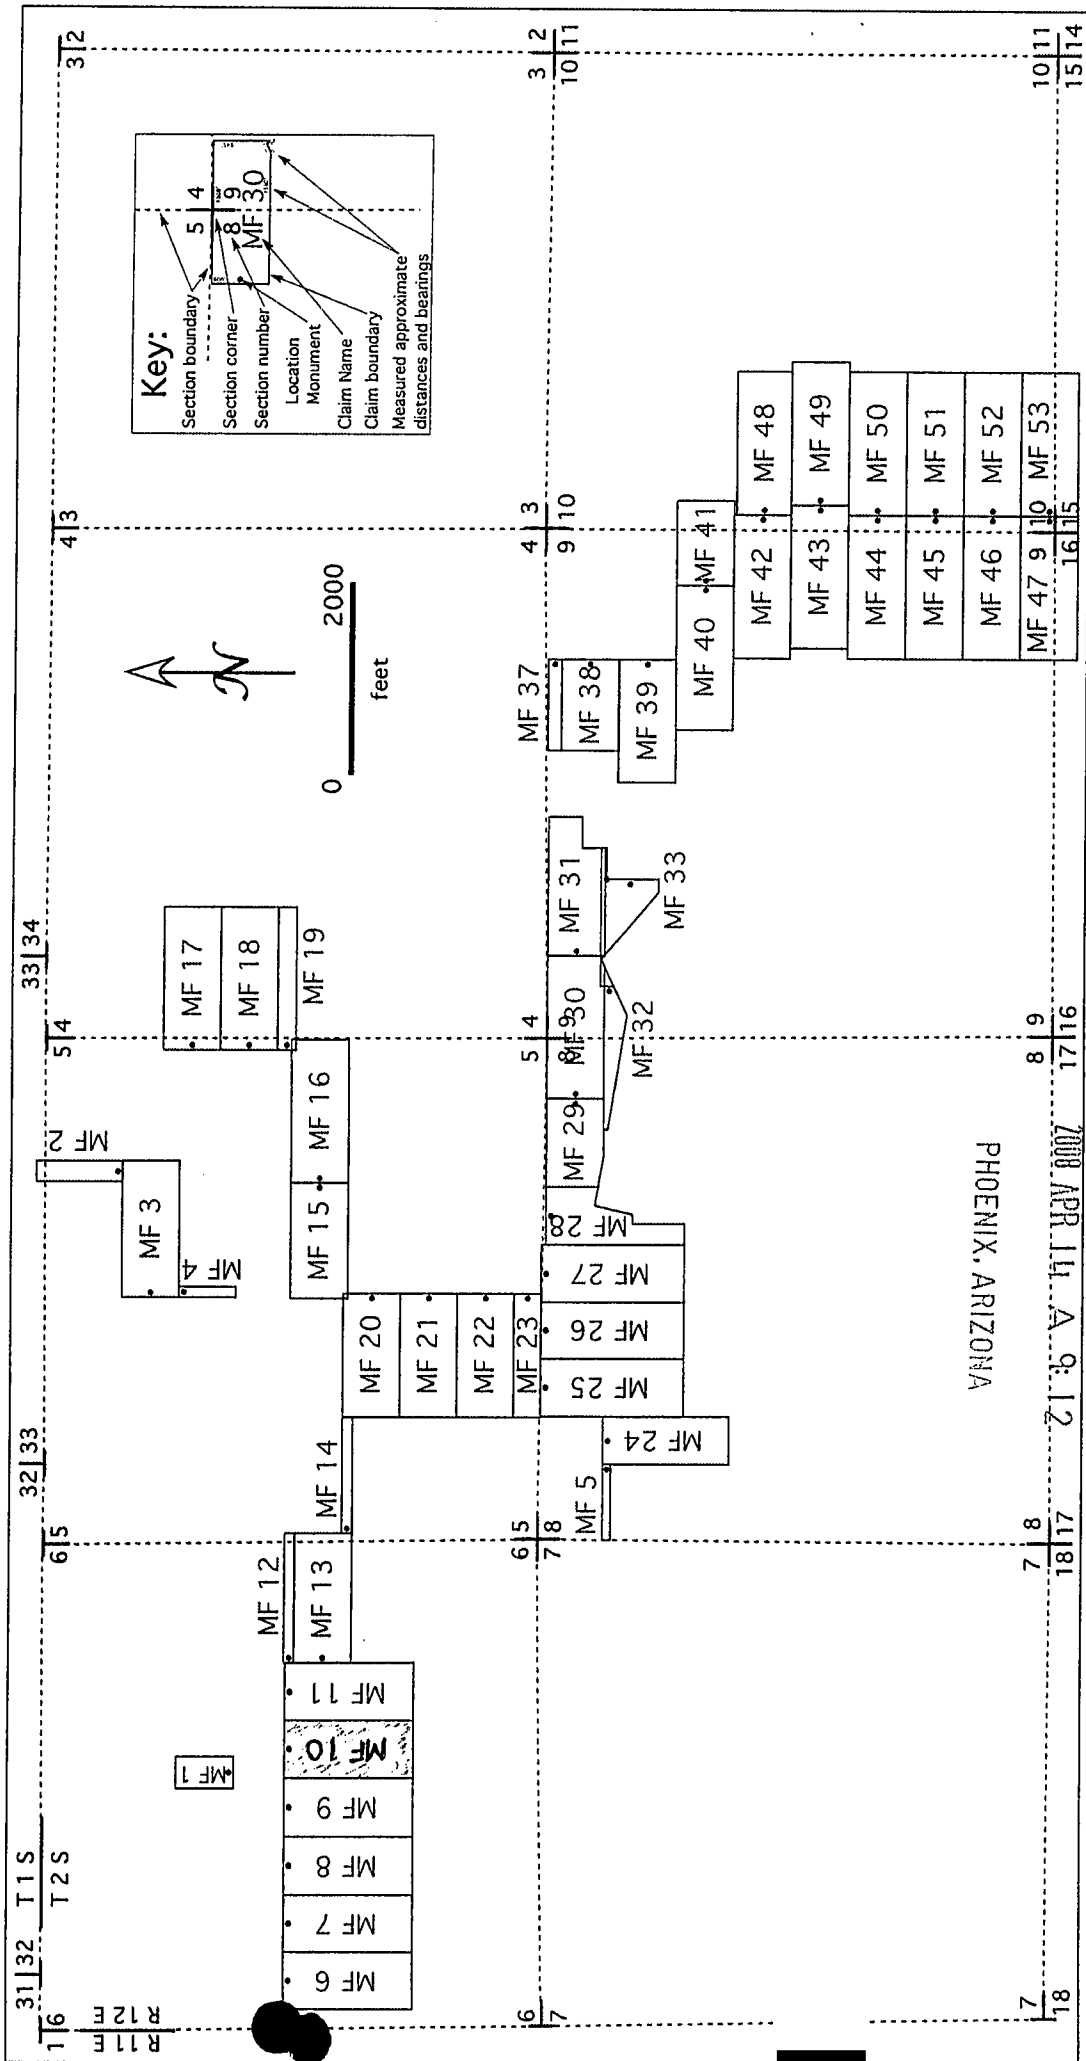 31|32 T1S
T2S
32|33
33|34
1|6
R11E
R12E
6|5
5|4
4|3
3|2
MF 1
MF 2
MF 3
MF 4
MF 6
MF 7
MF 8
MF 9
MF 10
MF 11
MF 12
MF 13
MF 14
MF 15
MF 16
MF 17
MF 18
MF 19
MF 20
MF 21
MF 22
MF 23
N
0 2000
feet
Key:
Section boundary
Section corner
Section number
Location
Monument
Claim Name
Claim boundary
Measured approximate
distances and bearings
5 4
8 9
MF 30
6
7
6 5
7 8
5 4
8 9
4 3
9 10
3 2
10 11
MF 5
MF 24
MF 25
MF 26
MF 27
MF 28
MF 29
MF 30
MF 31
MF 32
MF 33
MF 37
MF 38
MF 39
MF 40
MF 41
MF 42
MF 43
MF 44
MF 45
MF 46
MF 47
MF 48
MF 49
MF 50
MF 51
MF 52
MF 53
7
18
7 8
18 17
8 9
17 16
9 10
16 15
10 11
15 14
2008 APR 14 A 9:12
PHOENIX, ARIZONA